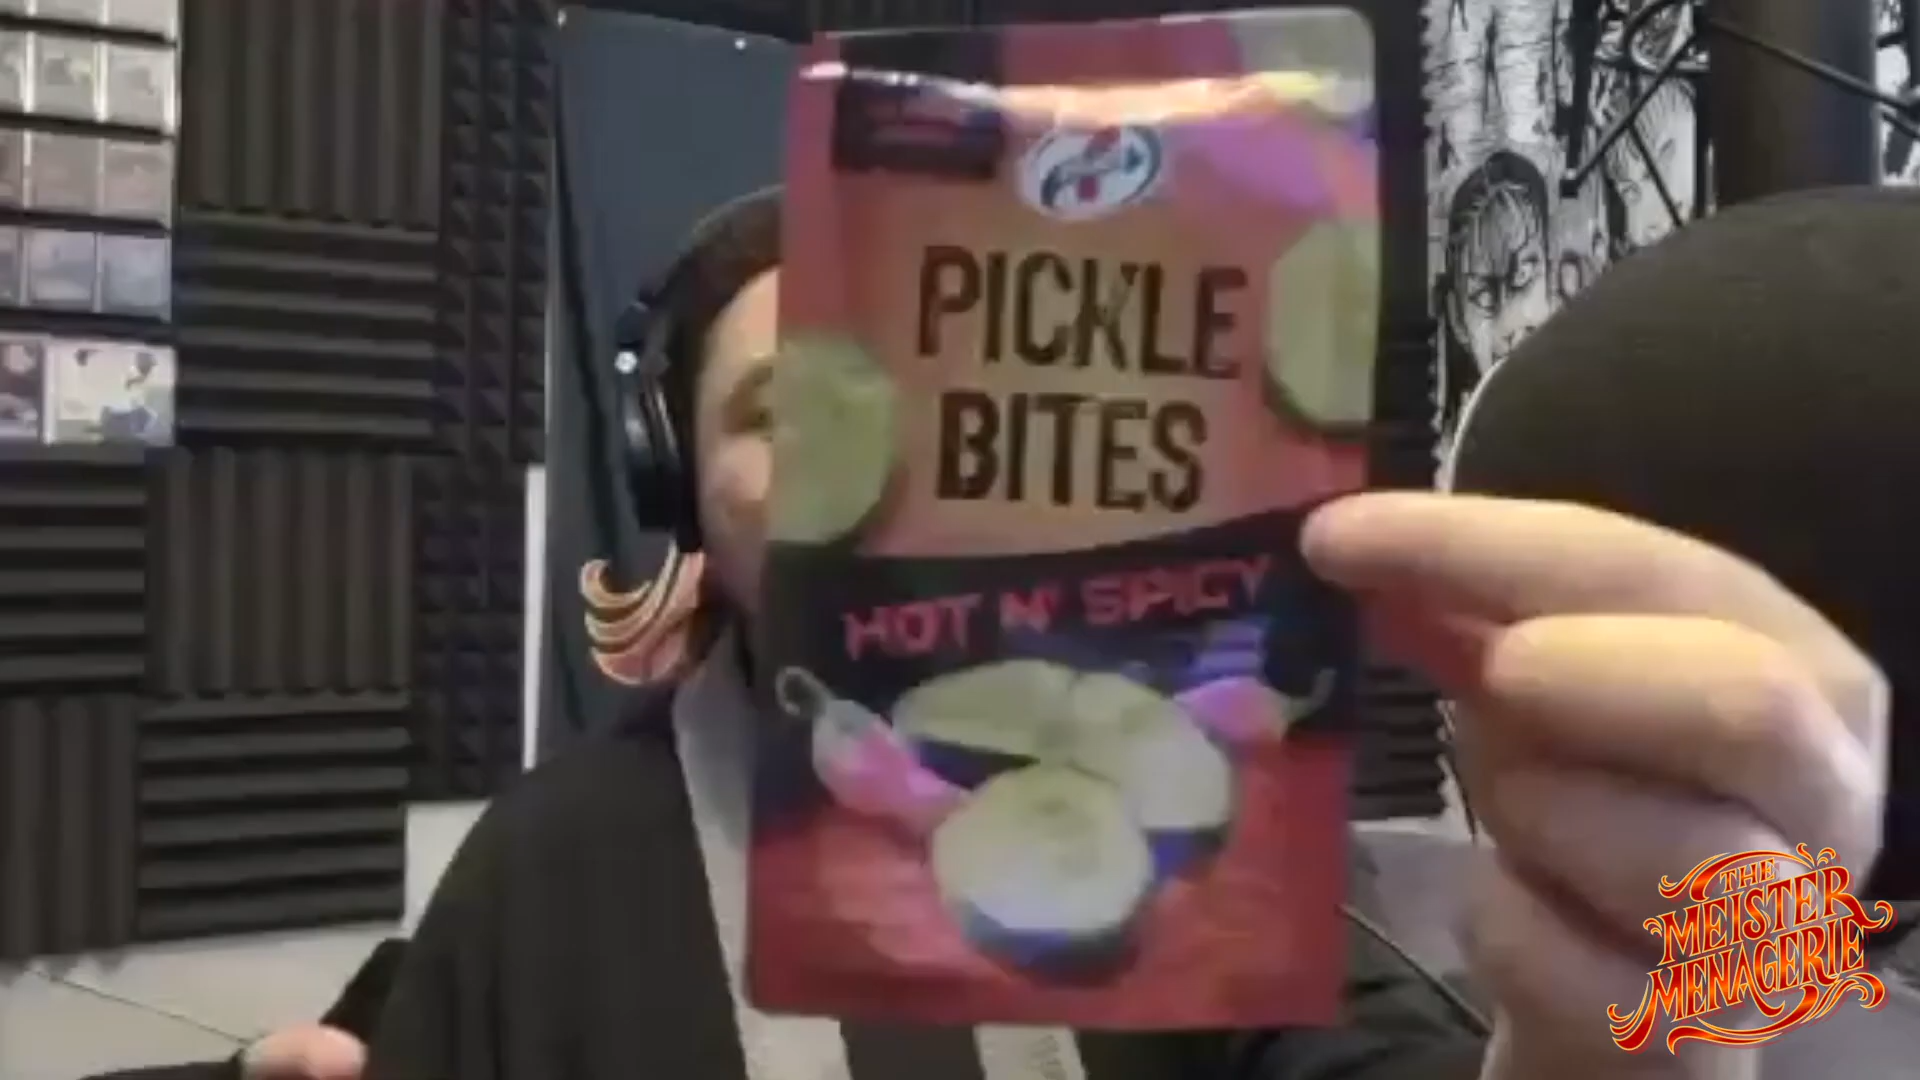 PICKLE
BITES
HOT N' SPICY
THE
MEISTER
MENAGERIE